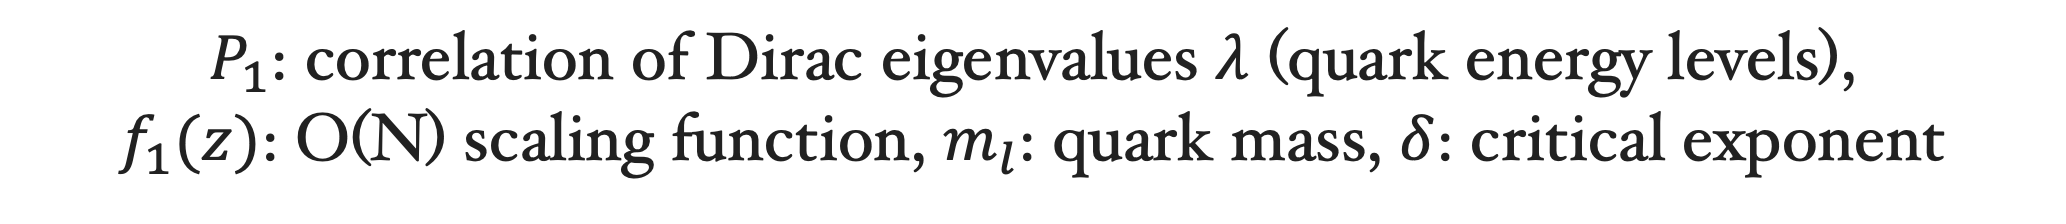 P₁: correlation of Dirac eigenvalues λ (quark energy levels),
f₁(z): O(N) scaling function, mₗ: quark mass, δ: critical exponent